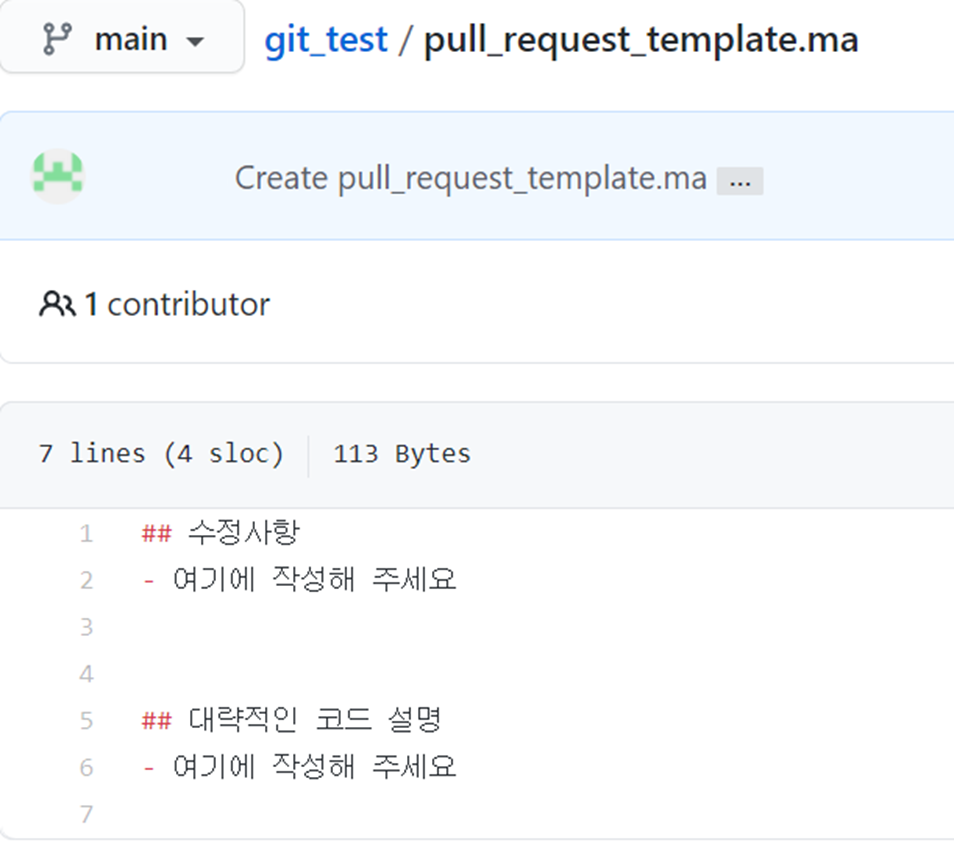 main
git_test / pull_request_template.ma
Create pull_request_template.ma ...
1 contributor
7 lines (4 sloc) 113 Bytes
1 ## 수정사항
2 - 여기에 작성해 주세요
3
4
5 ## 대략적인 코드 설명
6 - 여기에 작성해 주세요
7